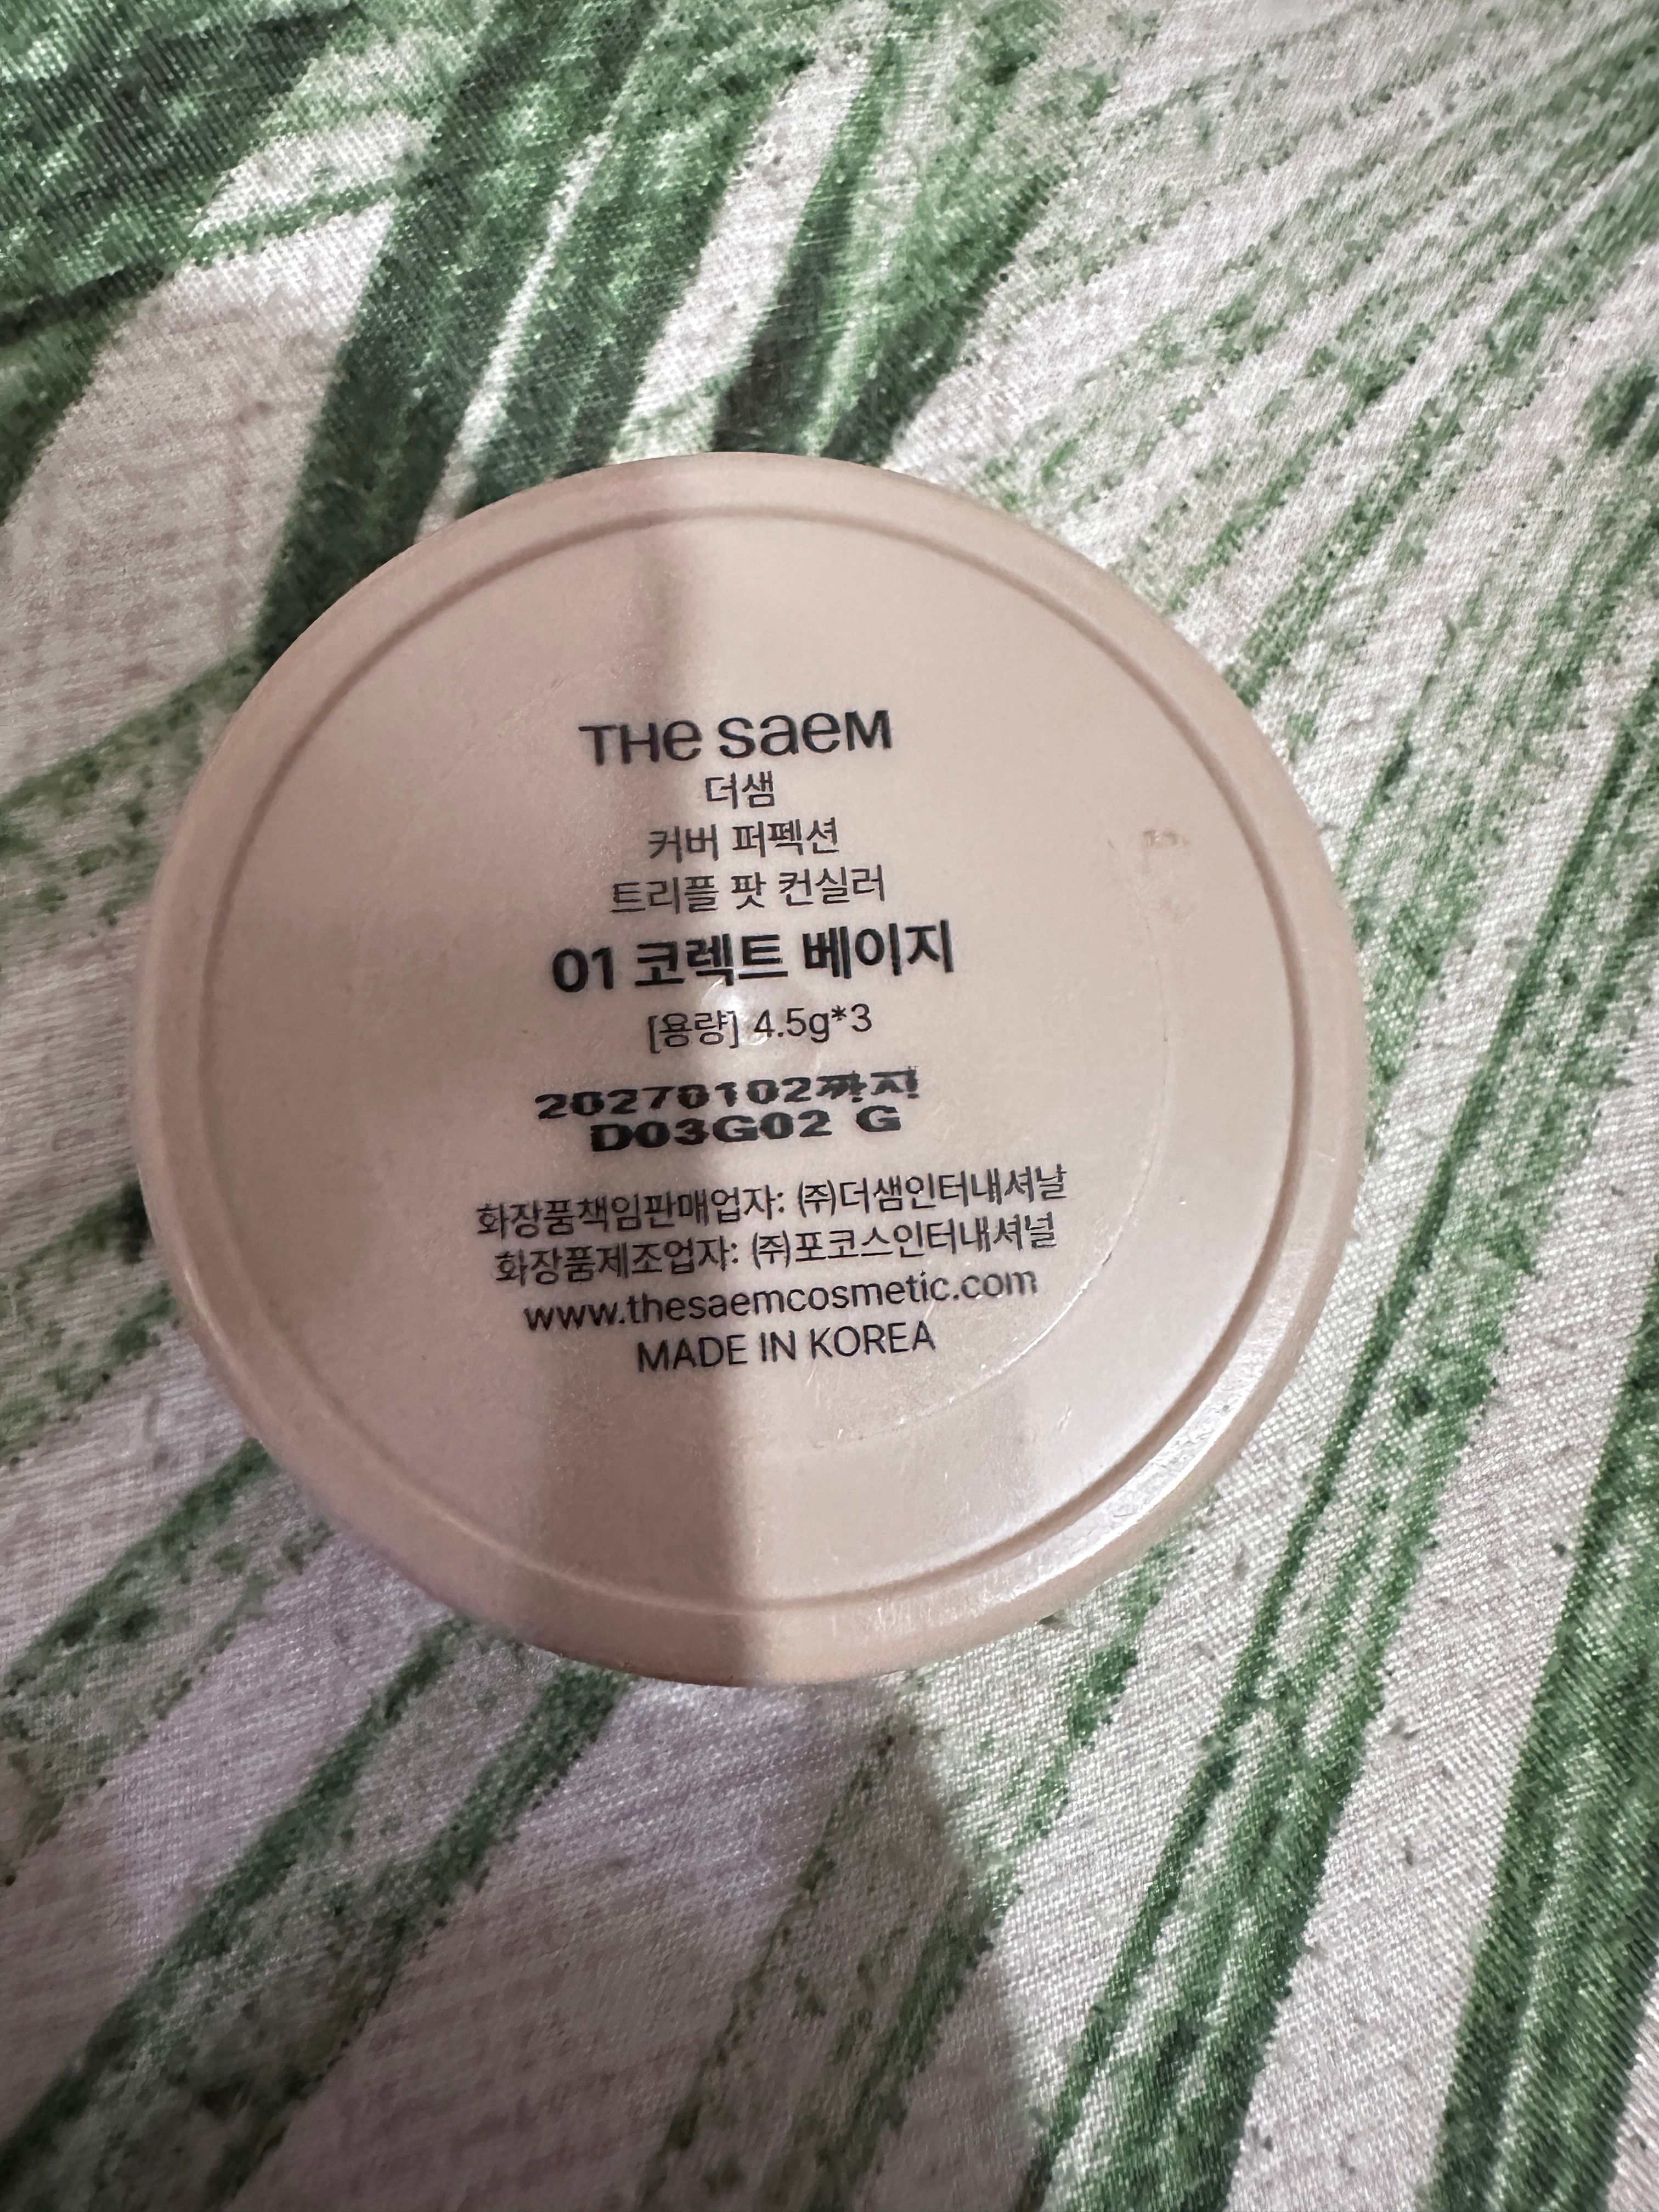 THE SAEM
더샘
커버 퍼펙션
트리플 팟 컨실러
01 코렉트 베이지
[용량] 4.5g*3
20270102까지
D03G02 G
화장품책임판매업자: ㈜더샘인터내셔날
화장품제조업자: ㈜포코스인터내셔널
www.thesaemcosmetic.com
MADE IN KOREA